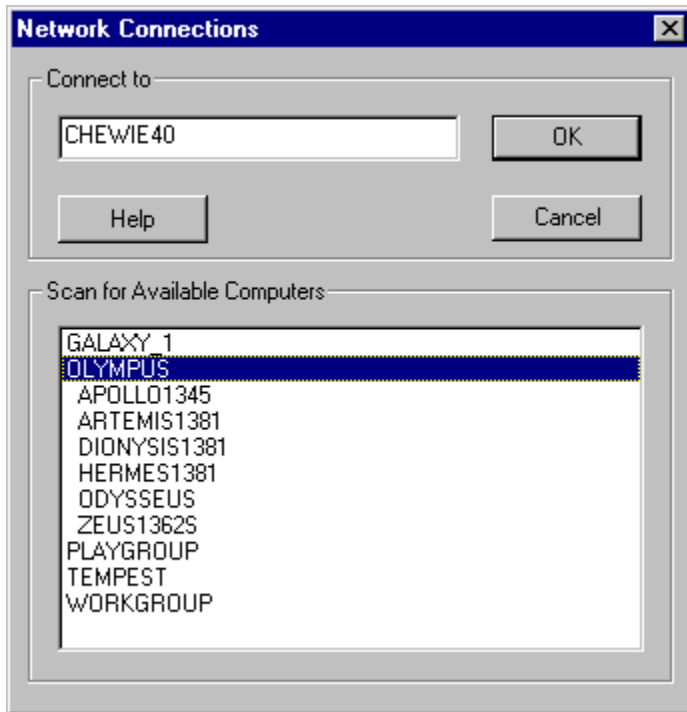 Network Connections
Connect to
CHEWIE40
OK
Help
Cancel
Scan for Available Computers
GALAXY_1
OLYMPUS
APOLLO1345
ARTEMIS1381
DIONYSIS1381
HERMES1381
ODYSSEUS
ZEUS1362S
PLAYGROUP
TEMPEST
WORKGROUP